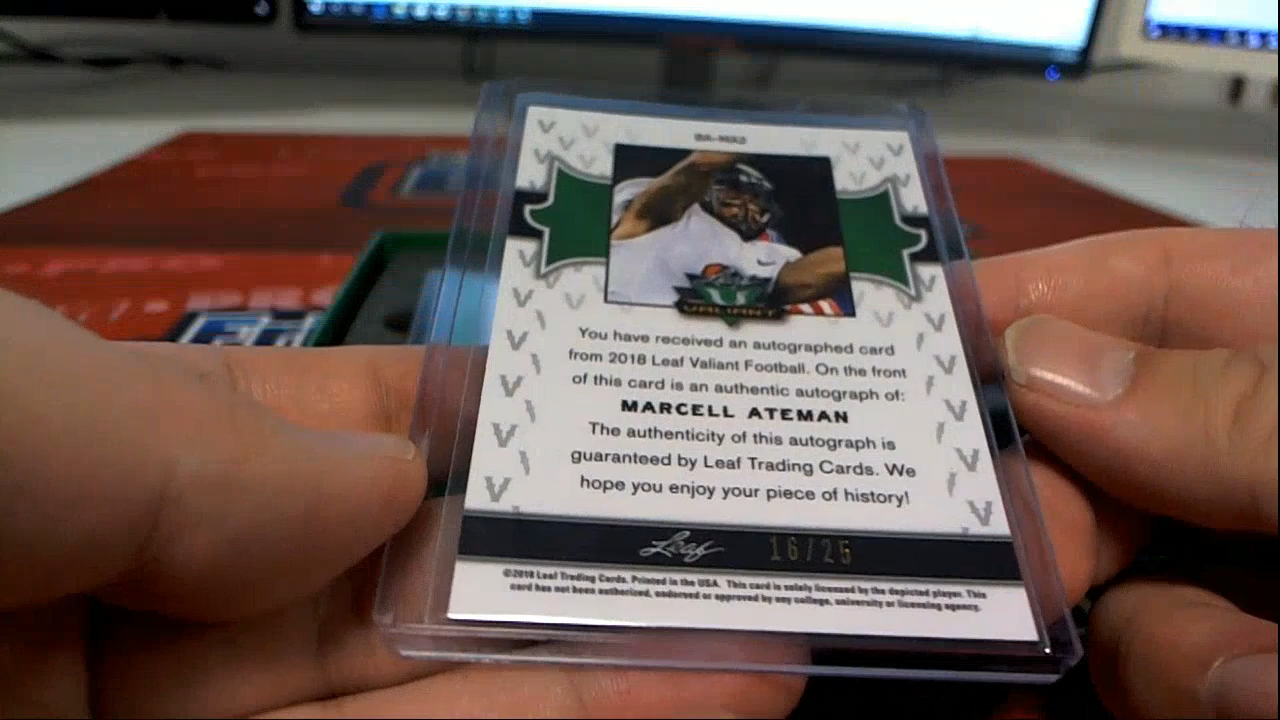 BA-MA2
VALIANT
You have received an autographed card
from 2018 Leaf Valiant Football. On the front
of this card is an authentic autograph of:
MARCELL ATEMAN
The authenticity of this autograph is
guaranteed by Leaf Trading Cards. We
hope you enjoy your piece of history!
Leaf 16/25
©2018 Leaf Trading Cards. Printed in the USA. This card is solely licensed by the depicted player. This
card has not been authorized, endorsed or approved by any college, university or licensing agency.